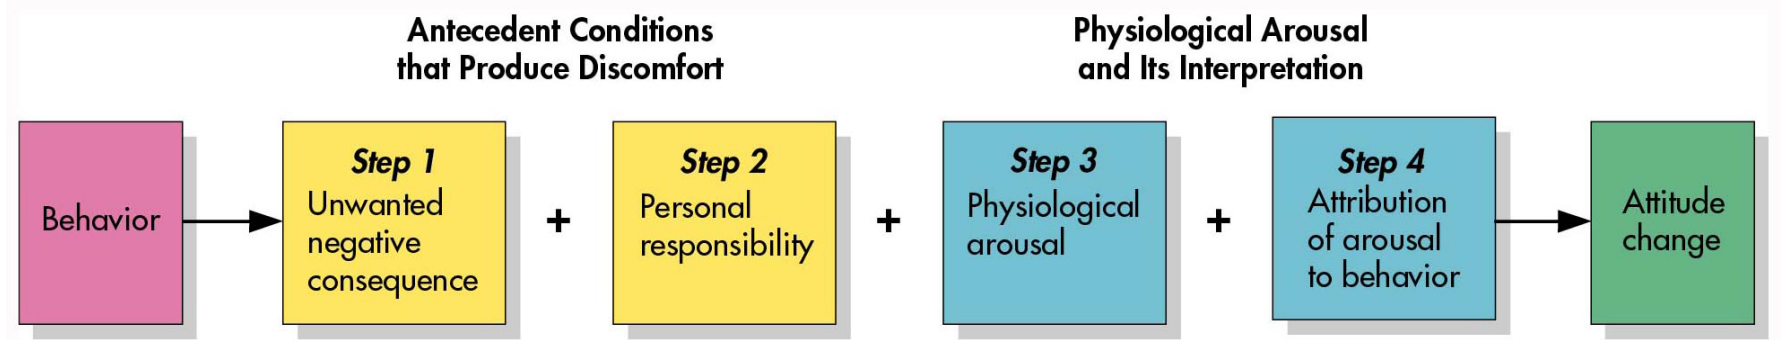 Antecedent Conditions
that Produce Discomfort
Physiological Arousal
and Its Interpretation
Behavior
Step 1
Unwanted
negative
consequence
+
Step 2
Personal
responsibility
+
Step 3
Physiological
arousal
+
Step 4
Attribution
of arousal
to behavior
Attitude
change